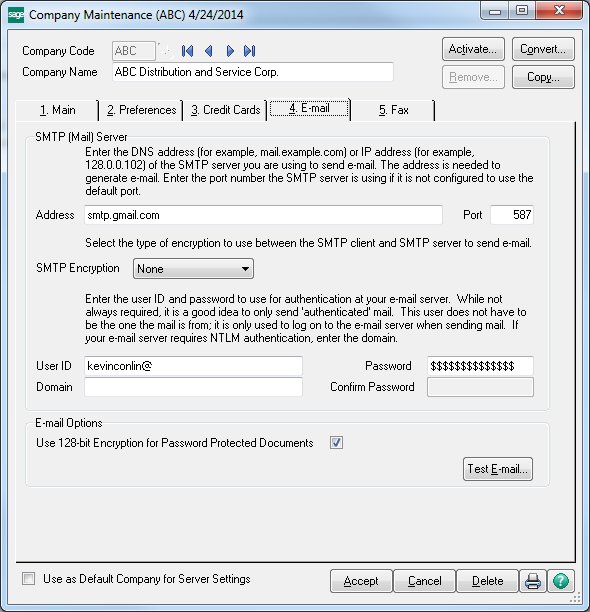 sage
Company Maintenance (ABC) 4/24/2014
Company Code ABC
Activate... Convert...
Company Name ABC Distribution and Service Corp.
Remove... Copy...
1. Main 2. Preferences 3. Credit Cards 4. E-mail 5. Fax
SMTP (Mail) Server
Enter the DNS address (for example, mail.example.com) or IP address (for example,
128.0.0.102) of the SMTP server you are using to send e-mail. The address is needed to
generate e-mail. Enter the port number the SMTP server is using if it is not configured to use the
default port.
Address smtp.gmail.com Port 587
Select the type of encryption to use between the SMTP client and SMTP server to send e-mail.
SMTP Encryption None
Enter the user ID and password to use for authentication at your e-mail server. While not
always required, it is a good idea to only send 'authenticated' mail. This user does not have to
be the one the mail is from; it is only used to log on to the e-mail server when sending mail. If
your e-mail server requires NTLM authentication, enter the domain.
User ID kevinconlin@ Password $$$$$$$$$$$$$$
Domain Confirm Password
E-mail Options
Use 128-bit Encryption for Password Protected Documents
Test E-mail...
Use as Default Company for Server Settings
Accept Cancel Delete ?